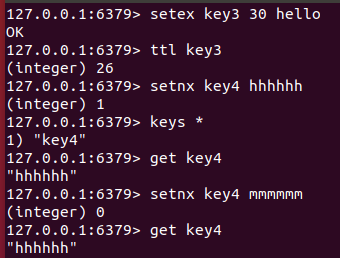 127.0.0.1:6379> setex key3 30 hello
OK
127.0.0.1:6379> ttl key3
(integer) 26
127.0.0.1:6379> setnx key4 hhhhhh
(integer) 1
127.0.0.1:6379> keys *
1) "key4"
127.0.0.1:6379> get key4
"hhhhhh"
127.0.0.1:6379> setnx key4 mmmmmm
(integer) 0
127.0.0.1:6379> get key4
"hhhhhh"